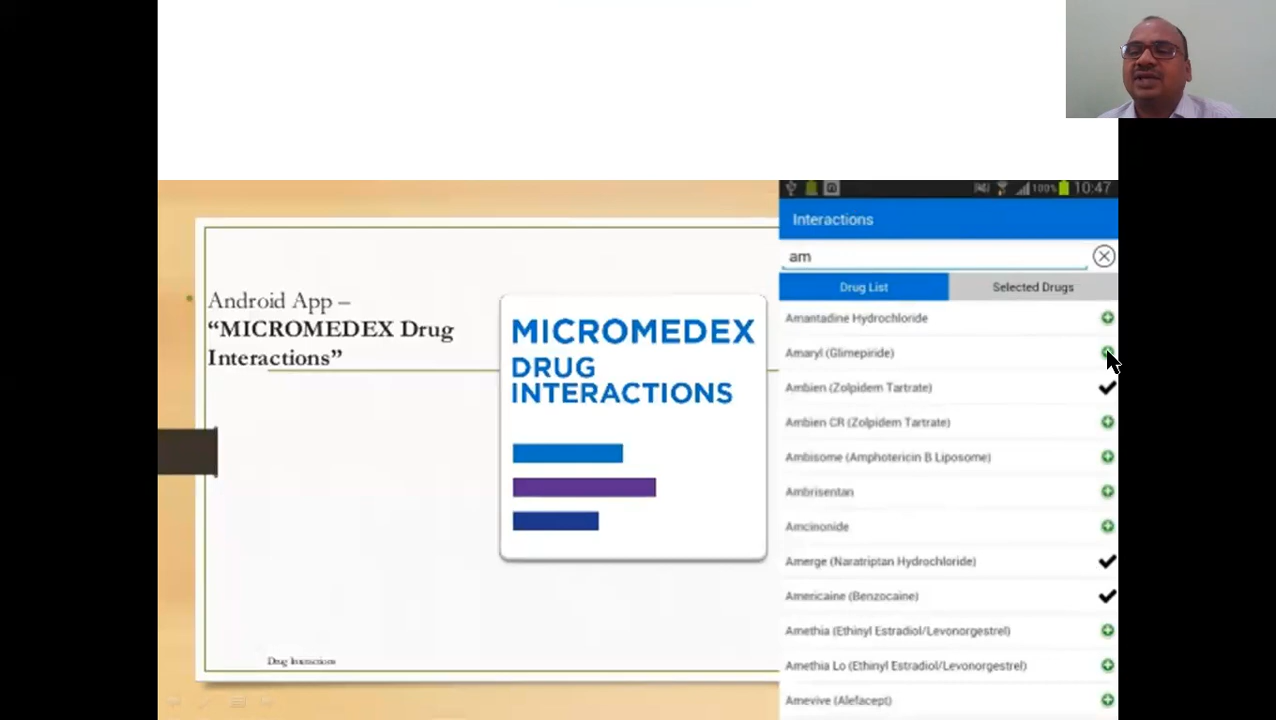 Android App –
“MICROMEDEX Drug
Interactions”
MICROMEDEX
DRUG
INTERACTIONS
Drug Interactions
100% 10:47
Interactions
am
Drug List
Selected Drugs
Amantadine Hydrochloride
Amaryl (Glimepiride)
Ambien (Zolpidem Tartrate)
Ambien CR (Zolpidem Tartrate)
Ambisome (Amphotericin B Liposome)
Ambrisentan
Amcinonide
Amerge (Naratriptan Hydrochloride)
Americaine (Benzocaine)
Amethia (Ethinyl Estradiol/Levonorgestrel)
Amethia Lo (Ethinyl Estradiol/Levonorgestrel)
Amevive (Alefacept)